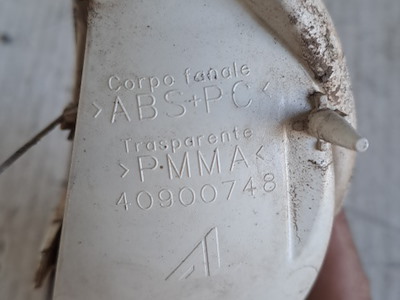 Corpo fanale
>ABS+PC<
Trasparente
>PMMA<
40900748